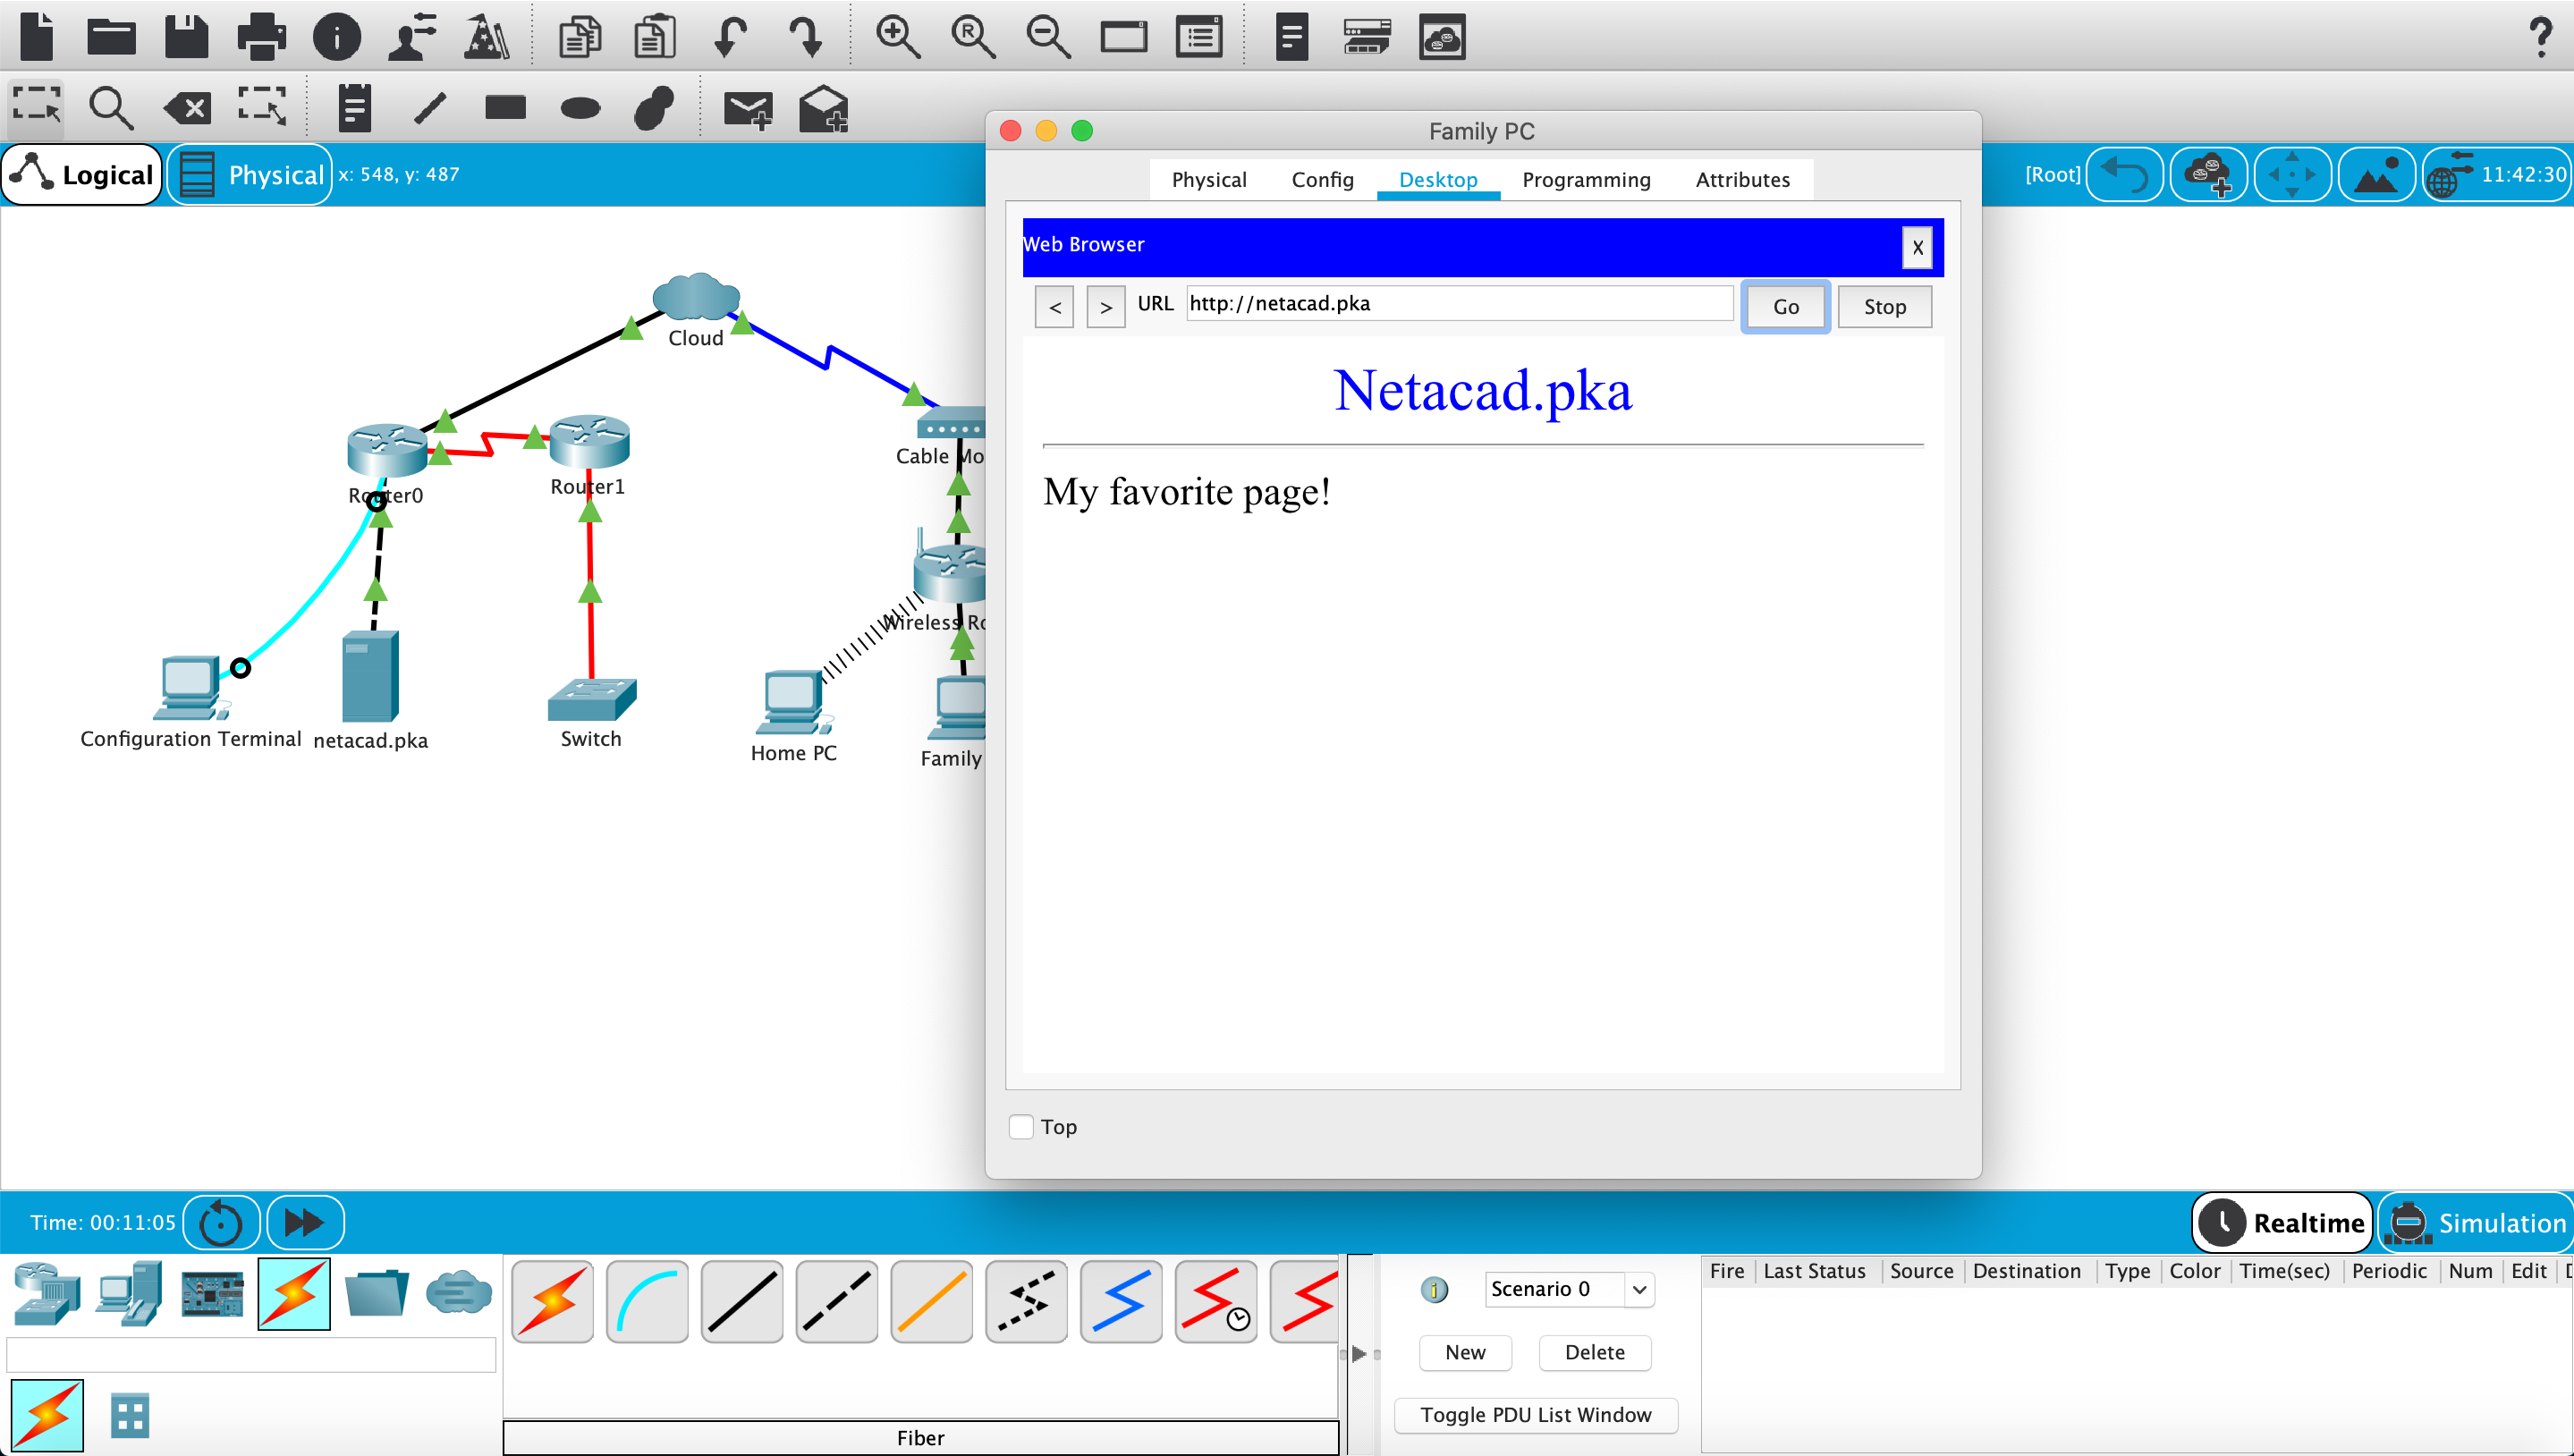 R
?
Logical
Physical
x: 548, y: 487
[Root]
11:42:30
Family PC
Physical
Config
Desktop
Programming
Attributes
Web Browser
X
<
>
URL
http://netacad.pka
Go
Stop
Netacad.pka
My favorite page!
Top
Cloud
Cable Mo
Router0
Router1
Wireless Ro
Configuration Terminal
netacad.pka
Switch
Home PC
Family
Time: 00:11:05
Realtime
Simulation
Scenario 0
New
Delete
Toggle PDU List Window
Fire
Last Status
Source
Destination
Type
Color
Time(sec)
Periodic
Num
Edit
Fiber